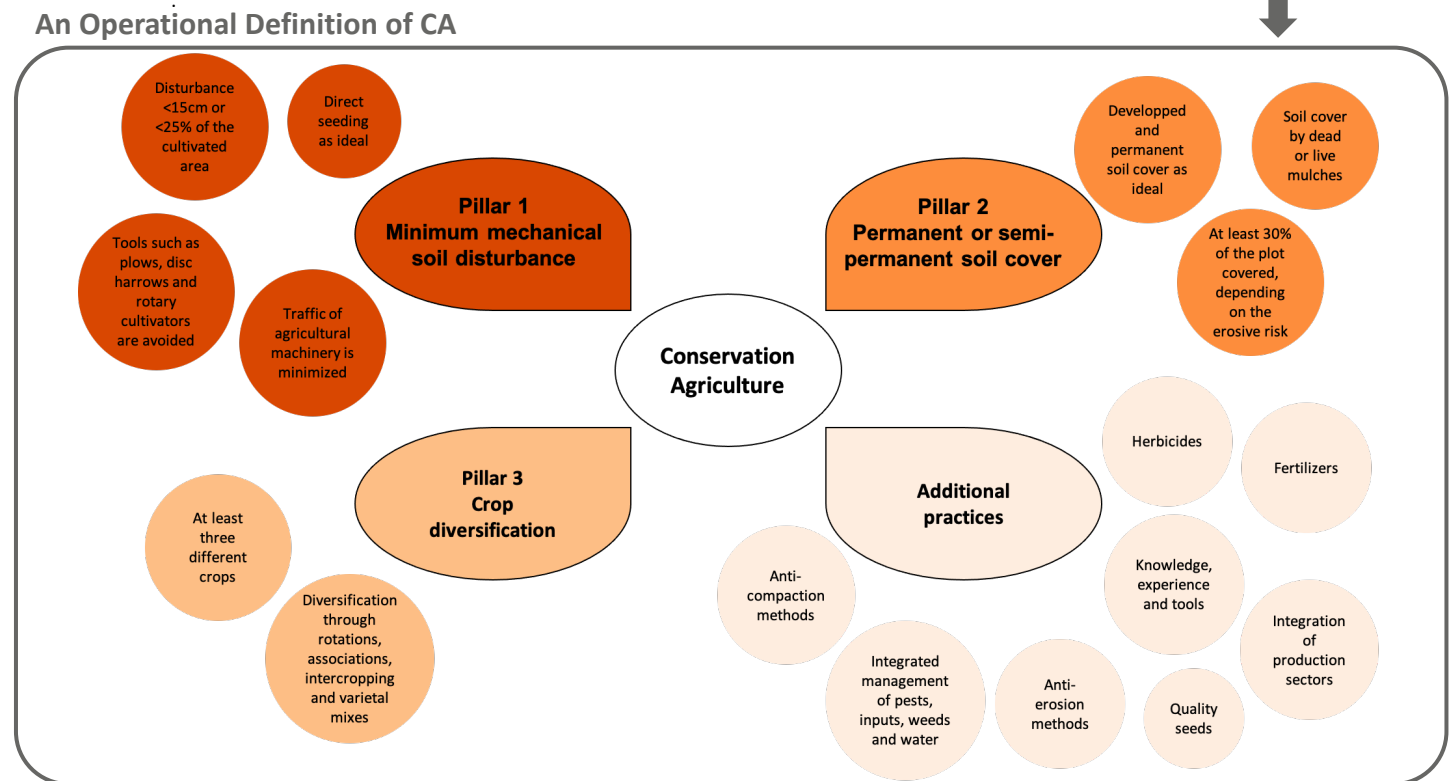 An Operational Definition of CA
Disturbance
<15cm or
<25% of the
cultivated
area
Direct
seeding
as ideal
Pillar 1
Minimum mechanical
soil disturbance
Tools such as
plows, disc
harrows and
rotary
cultivators
are avoided
Traffic of
agricultural
machinery is
minimized
Pillar 2
Permanent or semi-
permanent soil cover
Developped
and
permanent
soil cover as
ideal
Soil cover
by dead
or live
mulches
At least 30%
of the plot
covered,
depending
on the
erosive risk
Conservation
Agriculture
Pillar 3
Crop
diversification
At least
three
different
crops
Diversification
through
rotations,
associations,
intercropping
and varietal
mixes
Additional
practices
Herbicides
Fertilizers
Knowledge,
experience
and tools
Anti-
compaction
methods
Integrated
management
of pests,
inputs, weeds
and water
Anti-
erosion
methods
Quality
seeds
Integration
of
production
sectors